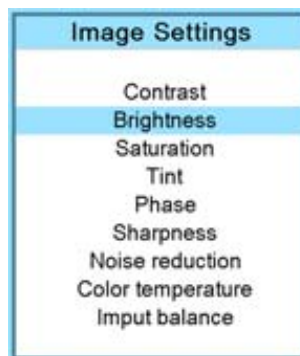 Image Settings
Contrast
Brightness
Saturation
Tint
Phase
Sharpness
Noise reduction
Color temperature
Imput balance